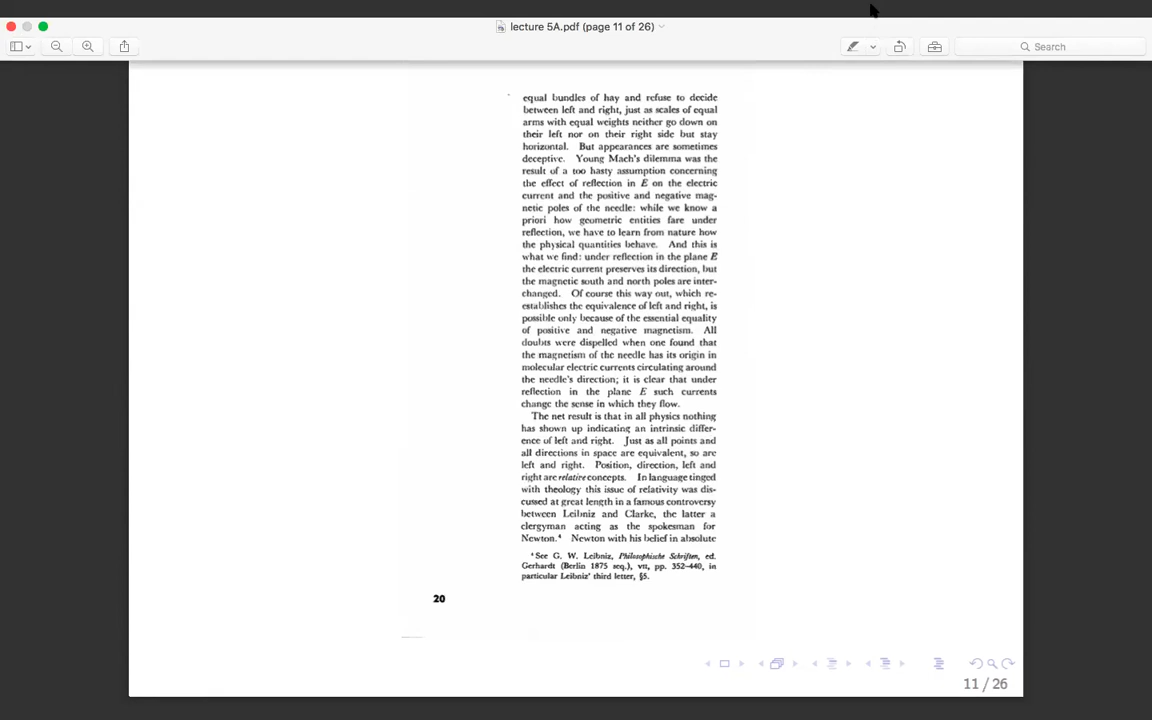 lecture 5A.pdf (page 11 of 26)
Search
equal bundles of hay and refuse to decide
between left and right, just as scales of equal
arms with equal weights neither go down on
their left nor on their right side but stay
horizontal. But appearances are sometimes
deceptive. Young Mach's dilemma was the
result of a too hasty assumption concerning
the effect of reflection in E on the electric
current and the positive and negative mag-
netic poles of the needle: while we know a
priori how geometric entities fare under
reflection, we have to learn from nature how
the physical quantities behave. And this is
what we find: under reflection in the plane E
the electric current preserves its direction, but
the magnetic south and north poles are inter-
changed. Of course this way out, which re-
establishes the equivalence of left and right, is
possible only because of the essential equality
of positive and negative magnetism. All
doubts were dispelled when one found that
the magnetism of the needle has its origin in
molecular electric currents circulating around
the needle's direction; it is clear that under
reflection in the plane E such currents
change the sense in which they flow.
The net result is that in all physics nothing
has shown up indicating an intrinsic differ-
ence of left and right. Just as all points and
all directions in space are equivalent, so are
left and right. Position, direction, left and
right are relative concepts. In language tinged
with theology this issue of relativity was dis-
cussed at great length in a famous controversy
between Leibniz and Clarke, the latter a
clergyman acting as the spokesman for
Newton.⁴ Newton with his belief in absolute
⁴ See G. W. Leibniz, Philosophische Schriften, ed.
Gerhardt (Berlin 1875 seq.), VII, pp. 352-440, in
particular Leibniz' third letter, §5.
20
11 / 26